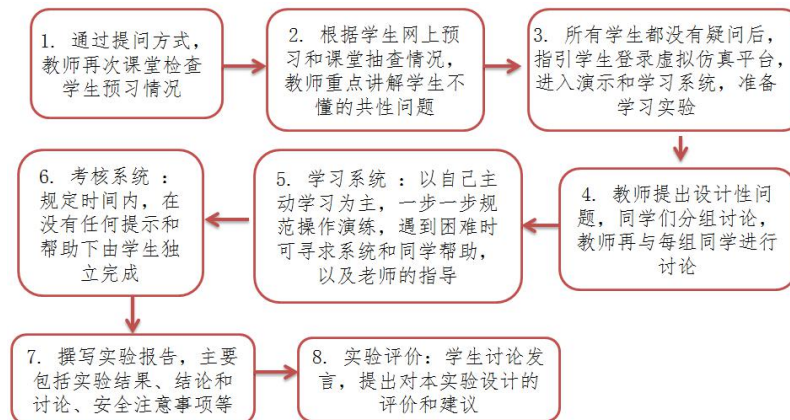 1. 通过提问方式，
教师再次课堂检查
学生预习情况
2. 根据学生网上预
习和课堂抽查情况，
教师重点讲解学生不
懂的共性问题
3. 所有学生都没有疑问后，
指引学生登录虚拟仿真平台，
进入演示和学习系统，准备
学习实验
4. 教师提出设计性问
题，同学们分组讨论，
教师再与每组同学进行
讨论
5. 学习系统 ：以自己主
动学习为主，一步一步规
范操作演练，遇到困难时
可寻求系统和同学帮助，
以及老师的指导
6. 考核系统 ：
规定时间内，在
没有任何提示和
帮助下由学生独
立完成
7. 撰写实验报告，主要
包括实验结果、结论和
讨论、安全注意事项等
8. 实验评价：学生讨论发
言，提出对本实验设计的
评价和建议